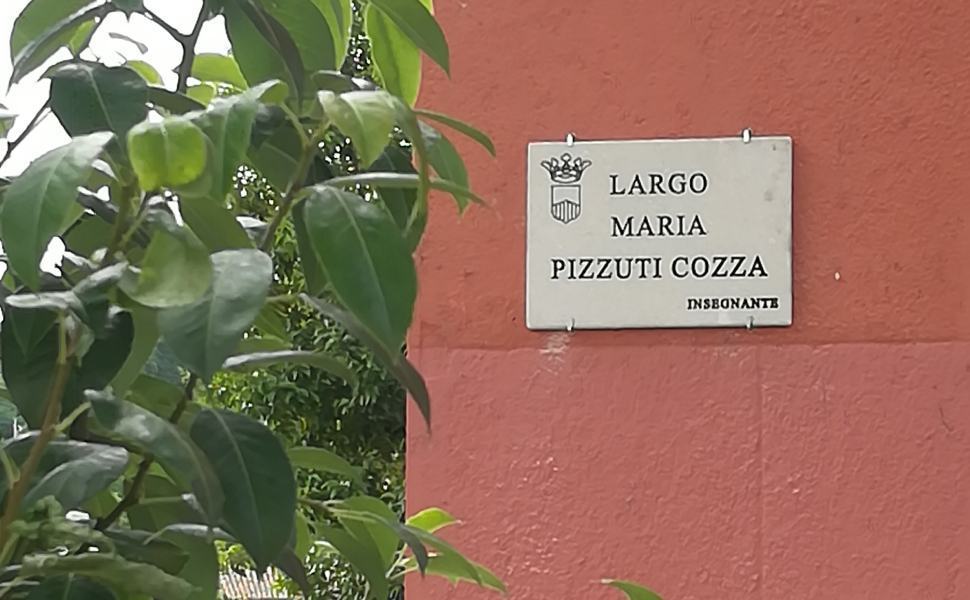 LARGO
MARIA
PIZZUTI COZZA
INSEGNANTE